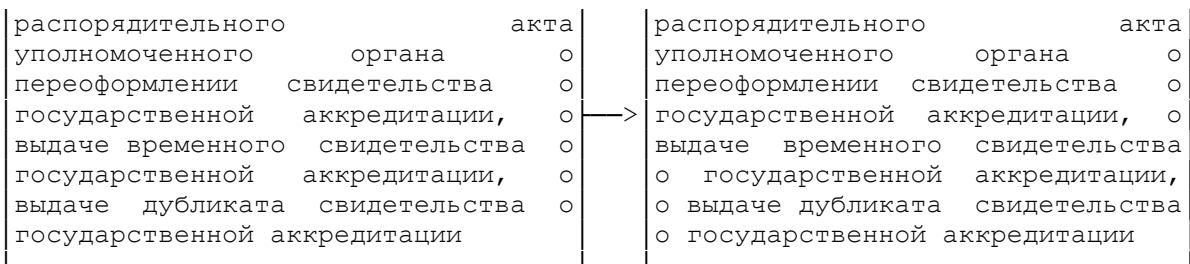 распорядительного акта
уполномоченного органа о
переоформлении свидетельства о
государственной аккредитации, о
выдаче временного свидетельства о
государственной аккредитации,
выдаче дубликата свидетельства о
государственной аккредитации
распорядительного акта
уполномоченного органа о
переоформлении свидетельства о
государственной аккредитации, о
выдаче временного свидетельства
о государственной аккредитации,
о выдаче дубликата свидетельства
о государственной аккредитации